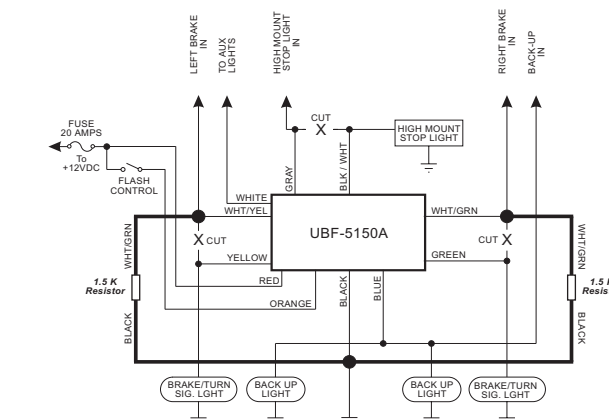 LEFT BRAKE
IN
TO AUX
LIGHTS
HIGH MOUNT
STOP LIGHT
IN
RIGHT BRAKE
IN
BACK-UP
IN
FUSE
20 AMPS
To
+12VDC
FLASH
CONTROL
CUT
X
HIGH MOUNT
STOP LIGHT
GRAY
BLK / WHT
WHITE
WHT/YEL
WHT/GRN
UBF-5150A
WHT/GRN
X CUT
CUT X
WHT/GRN
YELLOW
GREEN
RED
ORANGE
BLACK
BLUE
1.5 K
Resistor
1.5
BLACK
BLACK
BRAKE/TURN
SIG. LGHT
BACK UP
LIGHT
BACK UP
LIGHT
BRAKE/TURN
SIG. LGHT